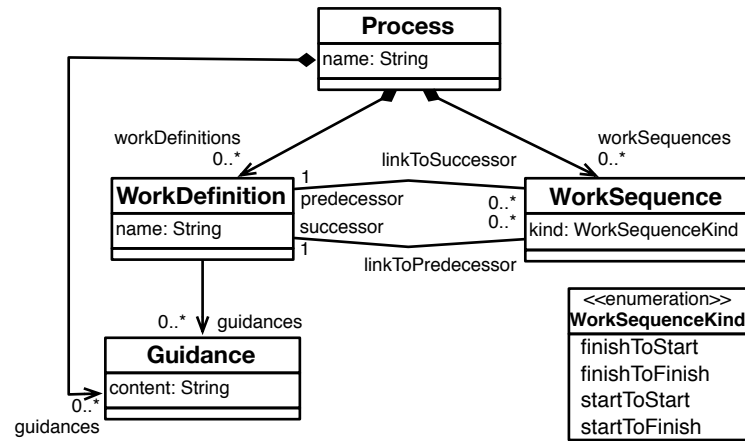 Process
name: String
workDefinitions
0..*
workSequences
0..*
linkToSuccessor
WorkDefinition
name: String
1
predecessor
0..*
successor
0..*
1
linkToPredecessor
WorkSequence
kind: WorkSequenceKind
0..*
guidances
Guidance
content: String
0..*
guidances
<<enumeration>>
WorkSequenceKind
finishToStart
finishToFinish
startToStart
startToFinish